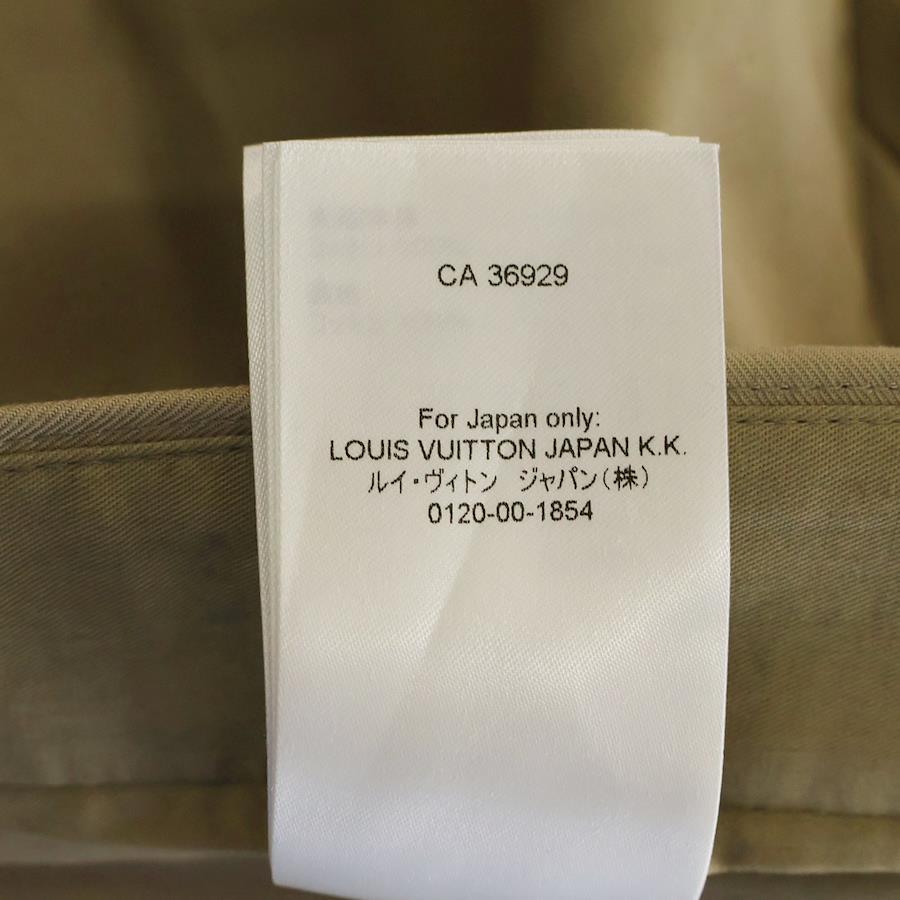 CA 36929
For Japan only:
LOUIS VUITTON JAPAN K.K.
ルイ・ヴィトン ジャパン(株)
0120-00-1854